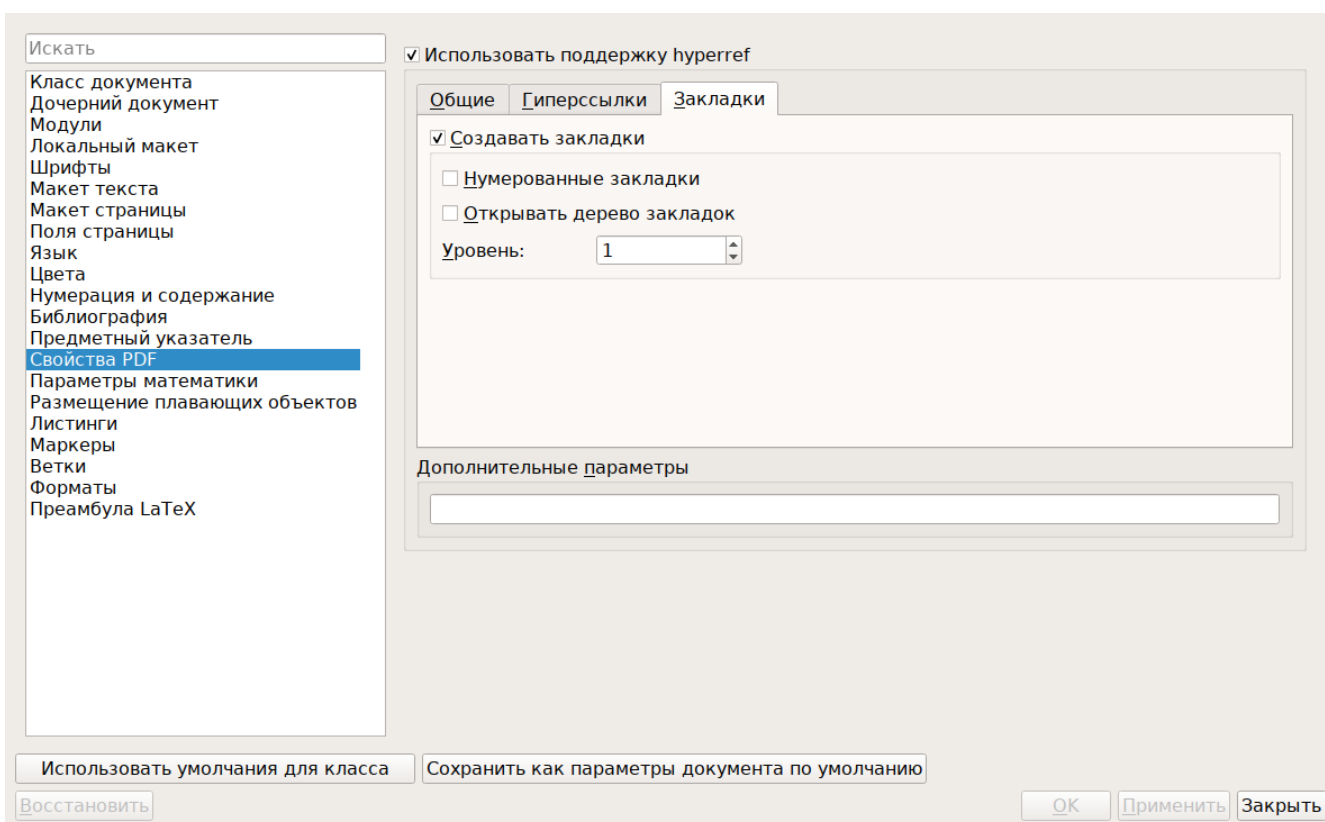 Искать
Класс документа
Дочерний документ
Модули
Локальный макет
Шрифты
Макет текста
Макет страницы
Поля страницы
Язык
Цвета
Нумерация и содержание
Библиография
Предметный указатель
Свойства PDF
Параметры математики
Размещение плавающих объектов
Листинги
Маркеры
Ветки
Форматы
Преамбула LaTeX
Использовать поддержку hyperref
Общие Гиперссылки Закладки
Создавать закладки
Нумерованные закладки
Открывать дерево закладок
Уровень: 1
Дополнительные параметры
Использовать умолчания для класса Сохранить как параметры документа по умолчанию
Восстановить OK Применить Закрыть